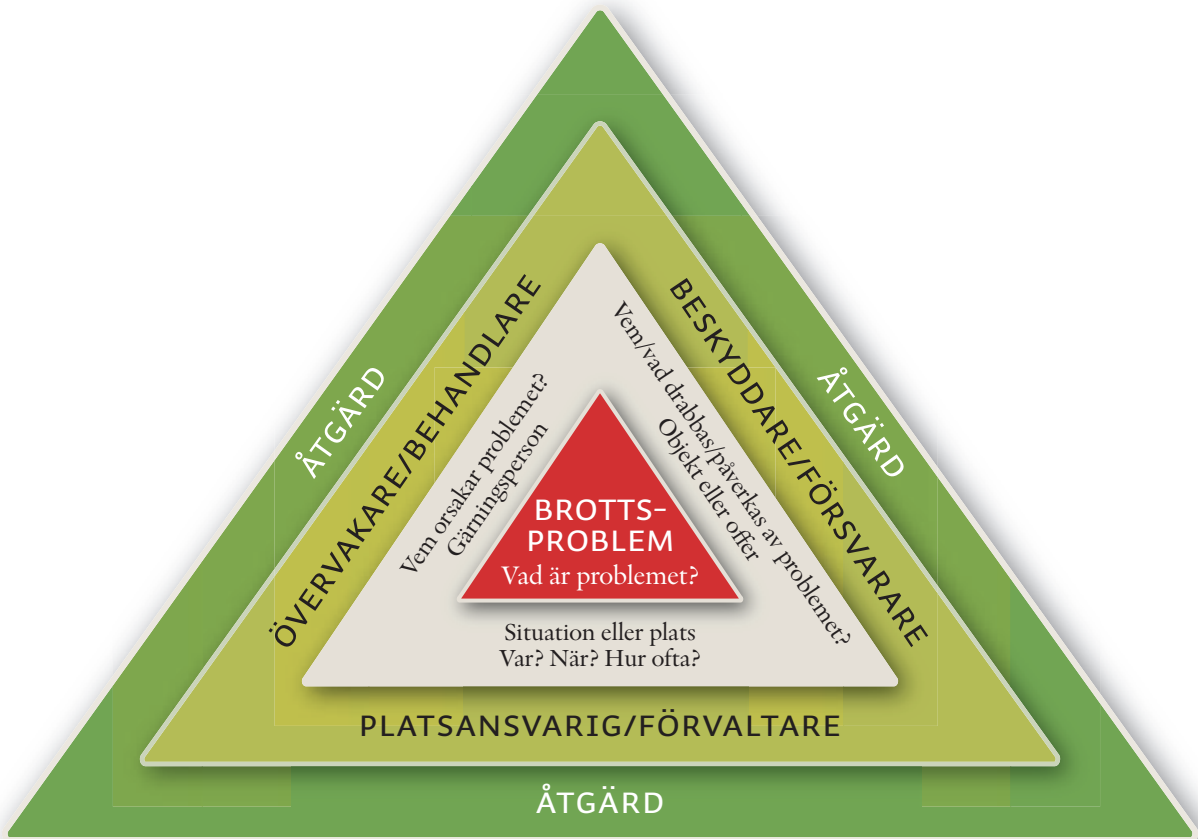 ÅTGÄRD
ÅTGÄRD
ÖVERVAKARE/BEHANDLARE
BESKYDDARE/FÖRSVARARE
Vem orsakar problemet?
Gärningsperson
Vem/vad drabbas/påverkas av problemet?
Objekt eller offer
BROTTS-
PROBLEM
Vad är problemet?
Situation eller plats
Var? När? Hur ofta?
PLATSANSVARIG/FÖRVALTARE
ÅTGÄRD